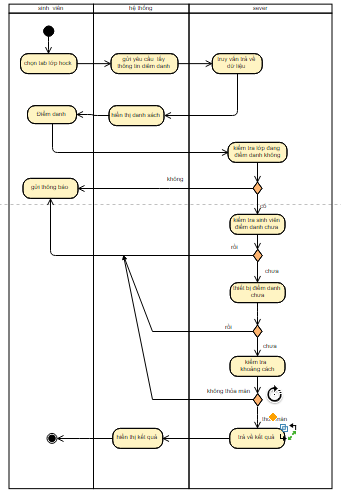 sinh viên
hệ thống
sever
chọn tab lớp hock
gửi yêu cầu lấy
thông tin điểm danh
truy vấn trả về
dữ liệu
Điểm danh
hiển thị danh sách
kiểm tra lớp đang
điểm danh không
không
gửi thông báo
có
kiểm tra sinh viên
điểm danh chưa
rồi
chưa
thiết bị điểm danh
chưa
rồi
chưa
kiểm tra
khoảng cách
không thỏa mãn
hiển thị kết quả
trả về kết quả